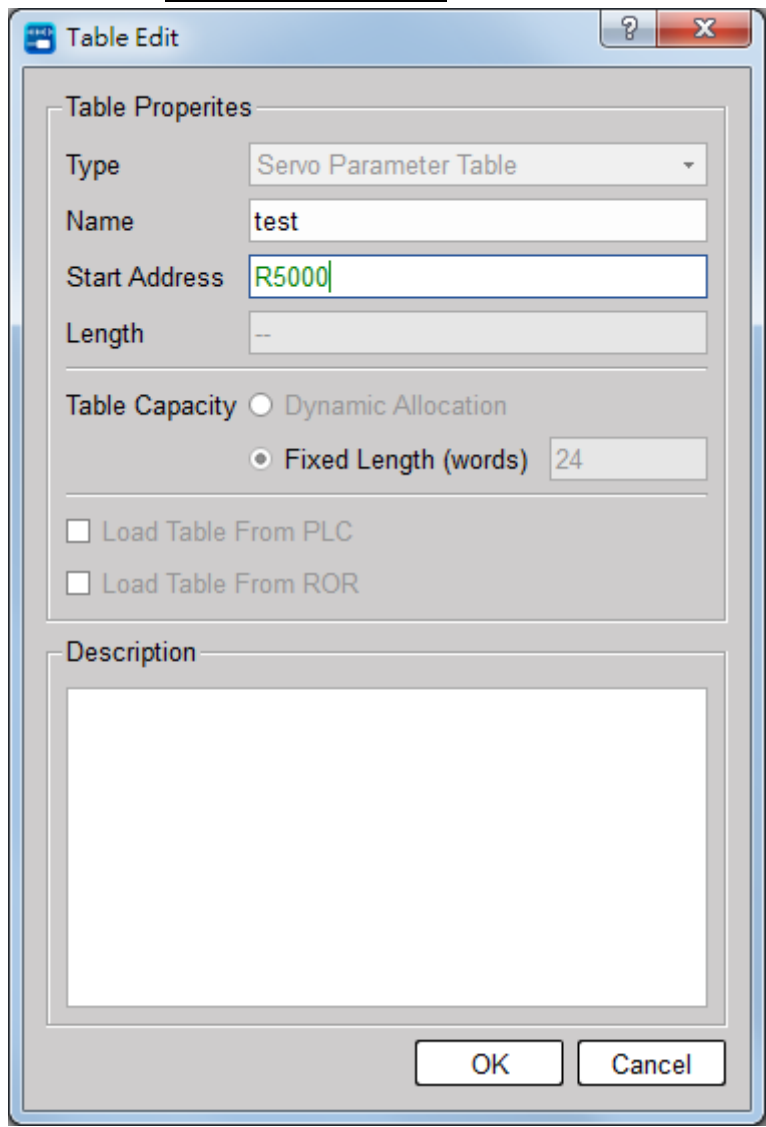 Table Edit
Table Properites
Type Servo Parameter Table
Name test
Start Address R5000
Length --
Table Capacity Dynamic Allocation
Fixed Length (words) 24
Load Table From PLC
Load Table From ROR
Description
OK Cancel